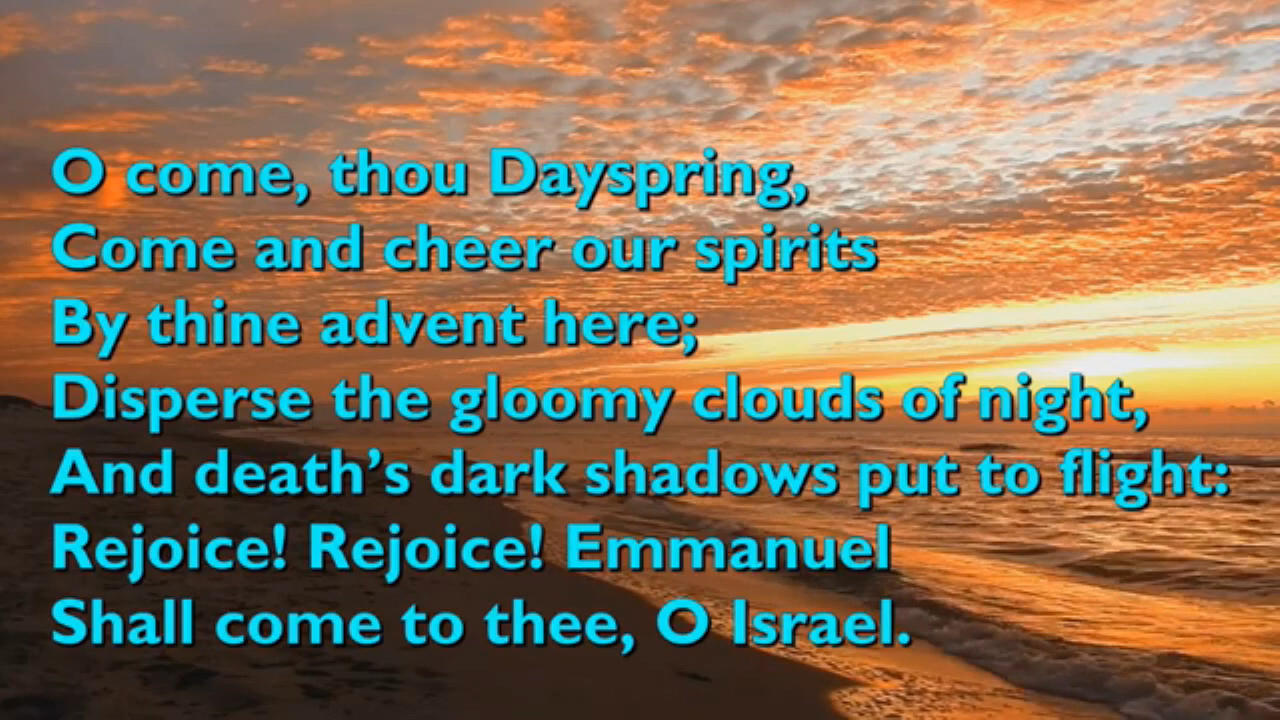 O come, thou Dayspring,
Come and cheer our spirits
By thine advent here;
Disperse the gloomy clouds of night,
And death’s dark shadows put to flight:
Rejoice! Rejoice! Emmanuel
Shall come to thee, O Israel.